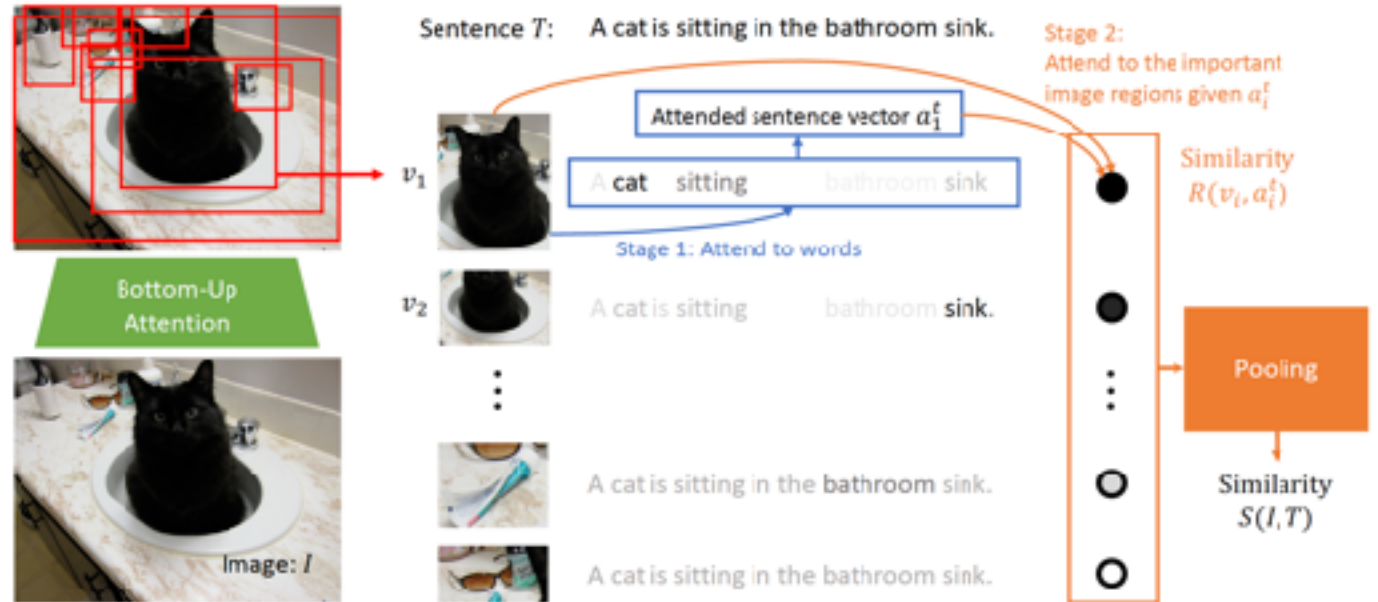 Sentence T: A cat is sitting in the bathroom sink.
Stage 2:
Attend to the important
image regions given a_i^t
Attended sentence vector a_1^t
Similarity
R(v_i, a_i^t)
v_1
A cat sitting bathroom sink
Stage 1: Attend to words
Bottom-Up
Attention
v_2
A cat is sitting bathroom sink.
⋮
⋮
Pooling
A cat is sitting in the bathroom sink.
Similarity
S(I,T)
Image: I
A cat is sitting in the bathroom sink.